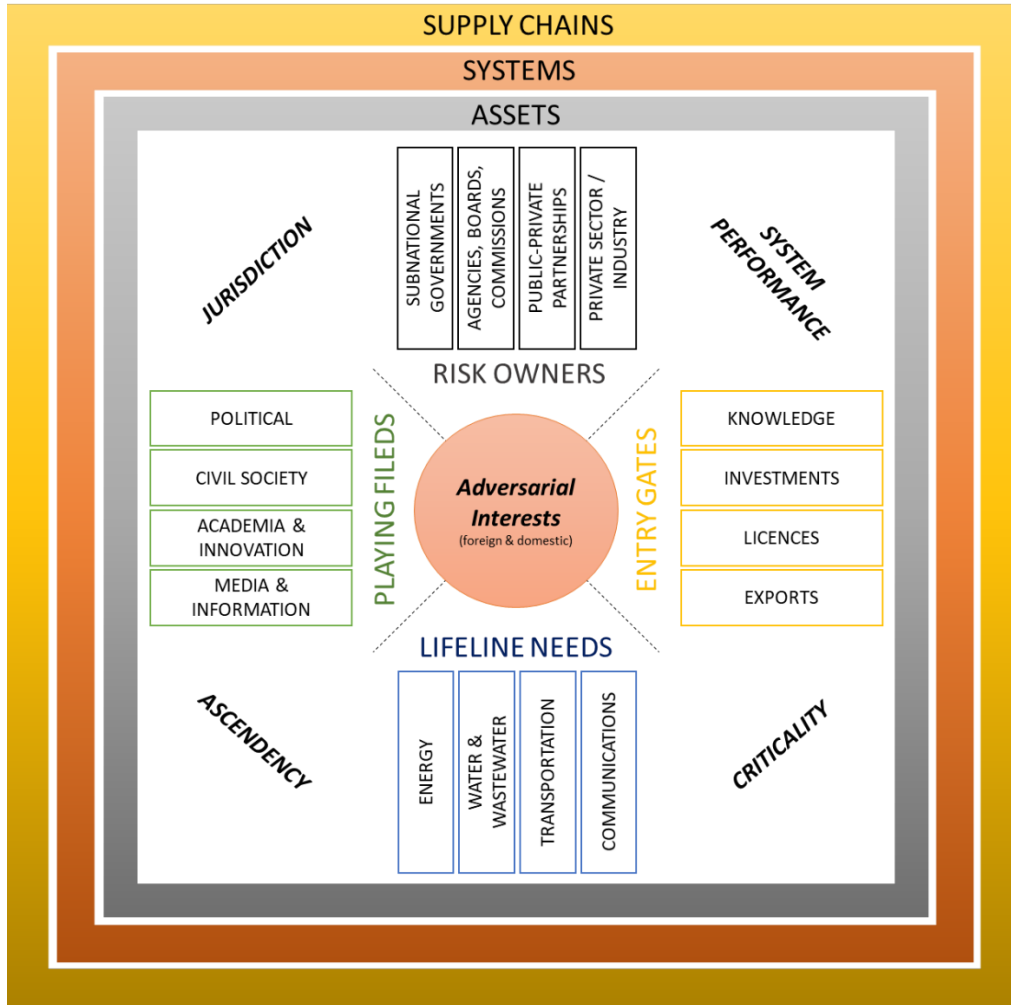 SUPPLY CHAINS
SYSTEMS
ASSETS
JURISDICTION
SUBNATIONAL
GOVERNMENTS
AGENCIES, BOARDS,
COMMISSIONS
PUBLIC-PRIVATE
PARTNERSHIPS
PRIVATE SECTOR /
INDUSTRY
SYSTEM
PERFORMANCE
RISK OWNERS
POLITICAL
CIVIL SOCIETY
ACADEMIA &
INNOVATION
MEDIA &
INFORMATION
PLAYING FILEDS
Adversarial
Interests
(foreign & domestic)
ENTRY GATES
KNOWLEDGE
INVESTMENTS
LICENCES
EXPORTS
LIFELINE NEEDS
ASCENDENCY
ENERGY
WATER &
WASTEWATER
TRANSPORTATION
COMMUNICATIONS
CRITICALITY